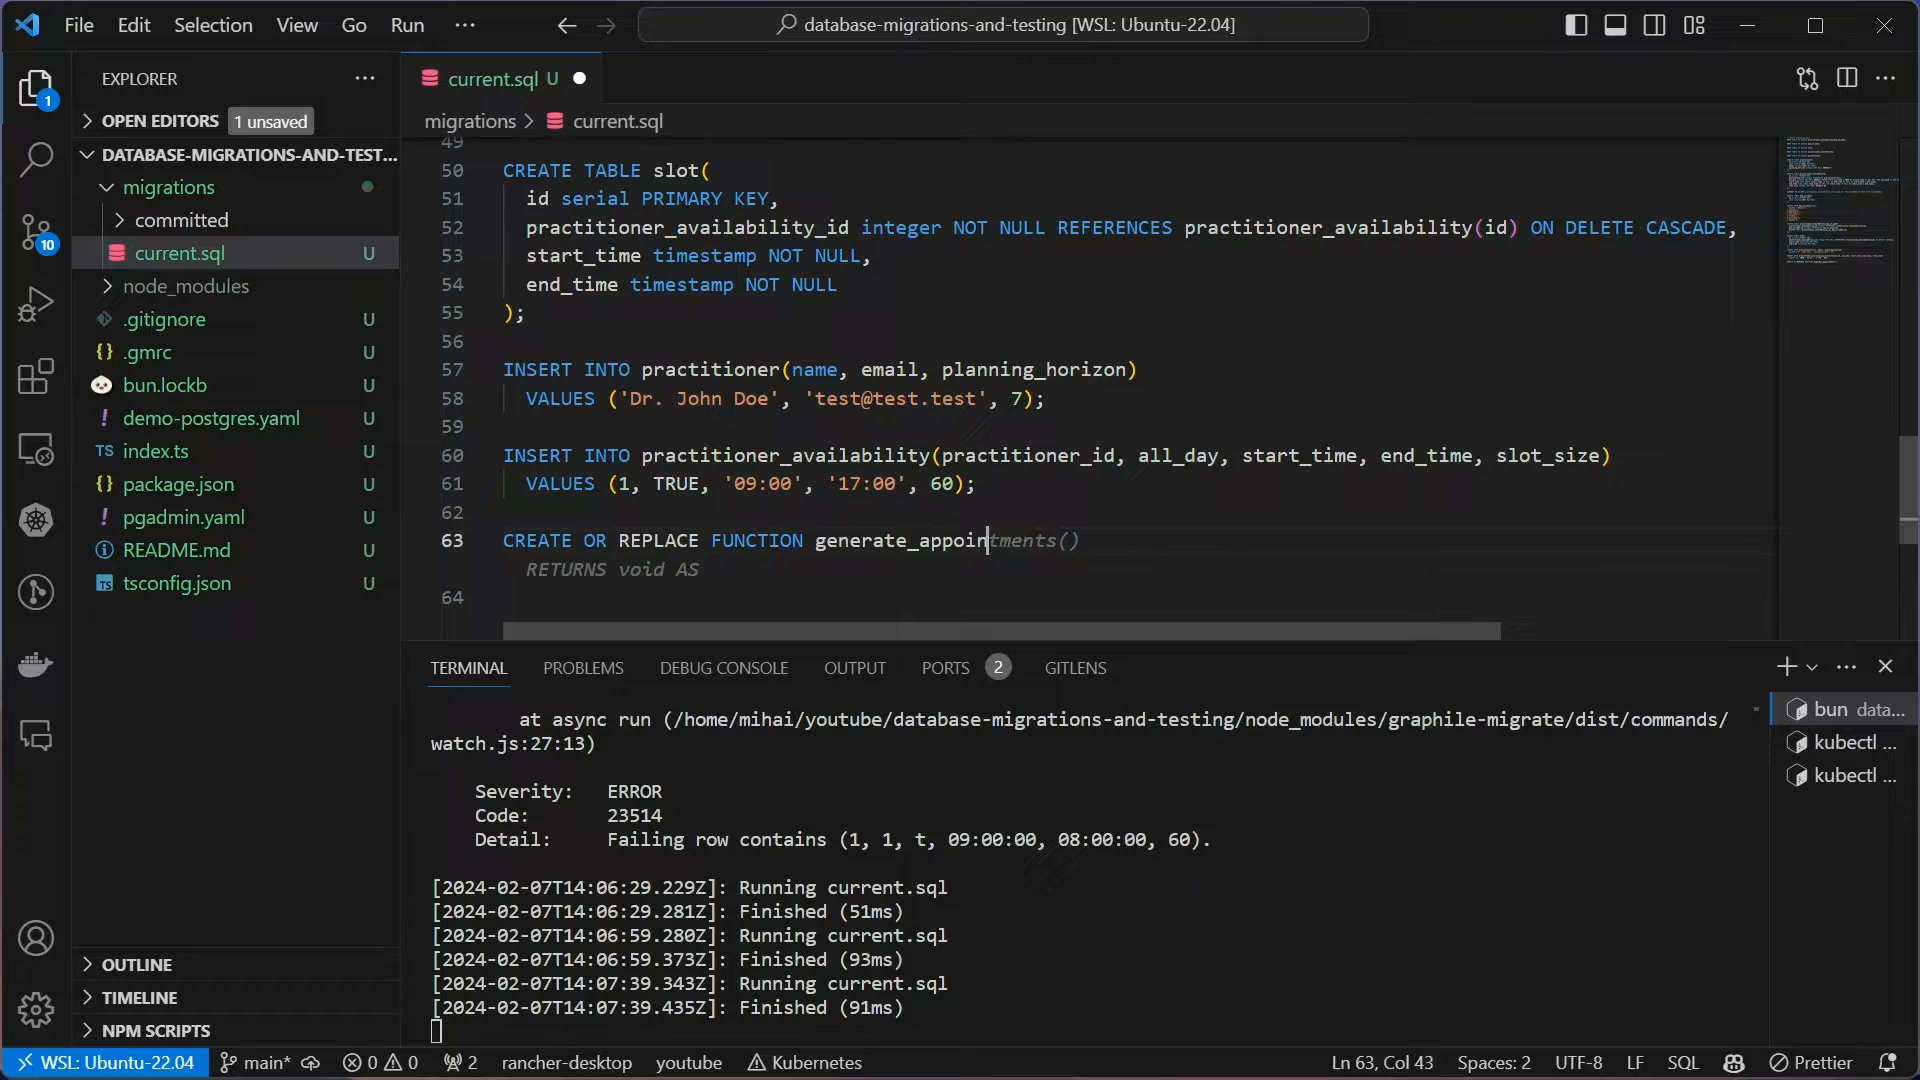 File Edit Selection View Go Run ···
database-migrations-and-testing [WSL: Ubuntu-22.04]
EXPLORER
OPEN EDITORS 1 unsaved
DATABASE-MIGRATIONS-AND-TEST...
migrations
committed
current.sql U
node_modules
.gitignore U
{} .gmrc U
bun.lockb U
! demo-postgres.yaml U
TS index.ts U
{} package.json U
! pgadmin.yaml U
README.md U
TS tsconfig.json U
OUTLINE
TIMELINE
NPM SCRIPTS
1
10
current.sql U
migrations > current.sql
49
50 CREATE TABLE slot(
51 id serial PRIMARY KEY,
52 practitioner_availability_id integer NOT NULL REFERENCES practitioner_availability(id) ON DELETE CASCADE,
53 start_time timestamp NOT NULL,
54 end_time timestamp NOT NULL
55 );
56
57 INSERT INTO practitioner(name, email, planning_horizon)
58 VALUES ('Dr. John Doe', 'test@test.test', 7);
59
60 INSERT INTO practitioner_availability(practitioner_id, all_day, start_time, end_time, slot_size)
61 VALUES (1, TRUE, '09:00', '17:00', 60);
62
63 CREATE OR REPLACE FUNCTION generate_appointments()
RETURNS void AS
64
TERMINAL PROBLEMS DEBUG CONSOLE OUTPUT PORTS 2 GITLENS
at async run (/home/mihai/youtube/database-migrations-and-testing/node_modules/graphile-migrate/dist/commands/
watch.js:27:13)
Severity: ERROR
Code: 23514
Detail: Failing row contains (1, 1, t, 09:00:00, 08:00:00, 60).
[2024-02-07T14:06:29.229Z]: Running current.sql
[2024-02-07T14:06:29.281Z]: Finished (51ms)
[2024-02-07T14:06:59.280Z]: Running current.sql
[2024-02-07T14:06:59.373Z]: Finished (93ms)
[2024-02-07T14:07:39.343Z]: Running current.sql
[2024-02-07T14:07:39.435Z]: Finished (91ms)
bun data...
kubectl ...
kubectl ...
WSL: Ubuntu-22.04 main* 0 0 2 rancher-desktop youtube Kubernetes Ln 63, Col 43 Spaces: 2 UTF-8 LF SQL Prettier